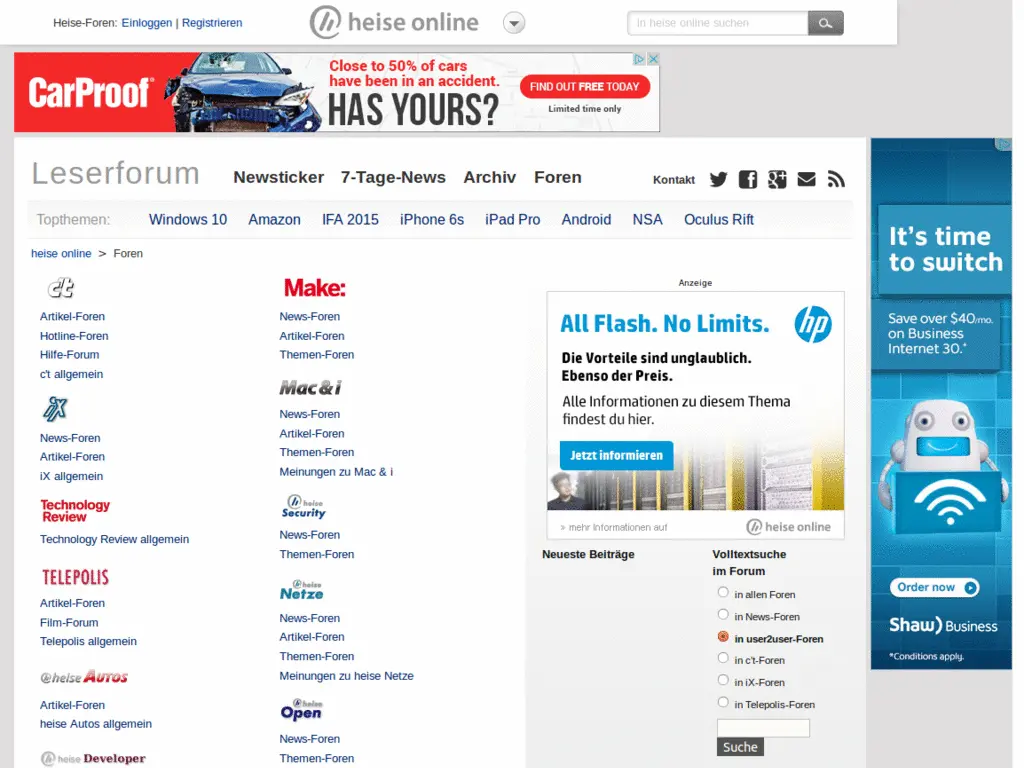 Heise-Foren: Einloggen | Registrieren
heise online
in heise online suchen
CarProof
Close to 50% of cars
have been in an accident.
HAS YOURS?
FIND OUT FREE TODAY
Limited time only
Leserforum
Newsticker 7-Tage-News Archiv Foren
Kontakt
Topthemen: Windows 10 Amazon IFA 2015 iPhone 6s iPad Pro Android NSA Oculus Rift
heise online > Foren
c't
Artikel-Foren
Hotline-Foren
Hilfe-Forum
c't allgemein
iX
News-Foren
Artikel-Foren
iX allgemein
Technology
Review
Technology Review allgemein
TELEPOLIS
Artikel-Foren
Film-Forum
Telepolis allgemein
heise Autos
Artikel-Foren
heise Autos allgemein
heise Developer
Make:
News-Foren
Artikel-Foren
Themen-Foren
Mac & i
News-Foren
Artikel-Foren
Themen-Foren
Meinungen zu Mac & i
heise
Security
News-Foren
Themen-Foren
heise
Netze
News-Foren
Artikel-Foren
Themen-Foren
Meinungen zu heise Netze
heise
Open
News-Foren
Themen-Foren
Anzeige
All Flash. No Limits.
hp
Die Vorteile sind unglaublich.
Ebenso der Preis.
Alle Informationen zu diesem Thema
findest du hier.
Jetzt informieren
» mehr Informationen auf heise online
Neueste Beiträge
Volltextsuche
im Forum
in allen Foren
in News-Foren
in user2user-Foren
in c't-Foren
in iX-Foren
in Telepolis-Foren
Suche
It's time
to switch
Save over $40/mo.
on Business
Internet 30.*
Order now
Shaw) Business
*Conditions apply.